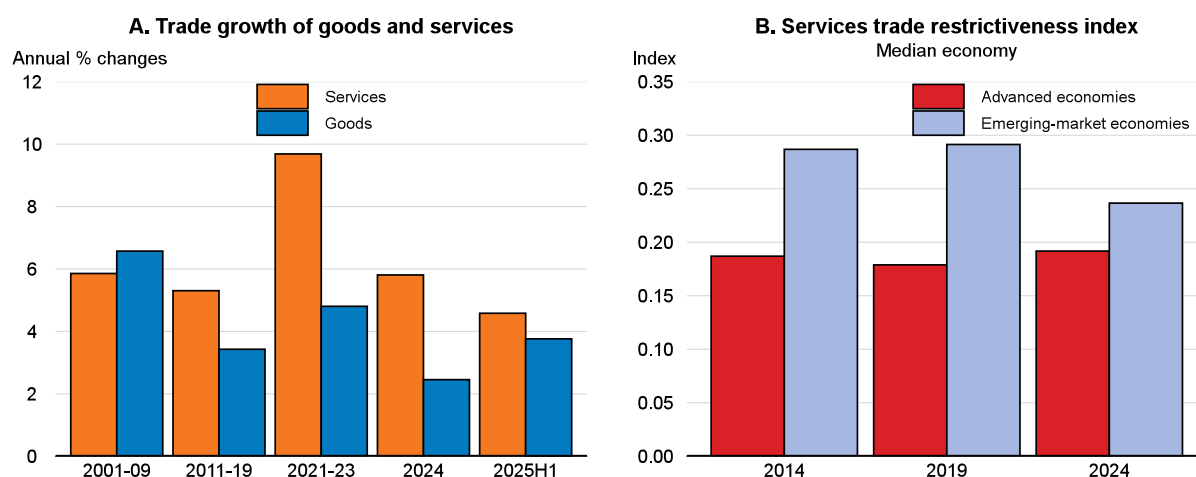 A. Trade growth of goods and services
Annual % changes
12
10
8
6
4
2
0
Services
Goods
2001-09
2011-19
2021-23
2024
2025H1
B. Services trade restrictiveness index
Median economy
Index
0.35
0.30
0.25
0.20
0.15
0.10
0.05
0.00
Advanced economies
Emerging-market economies
2014
2019
2024